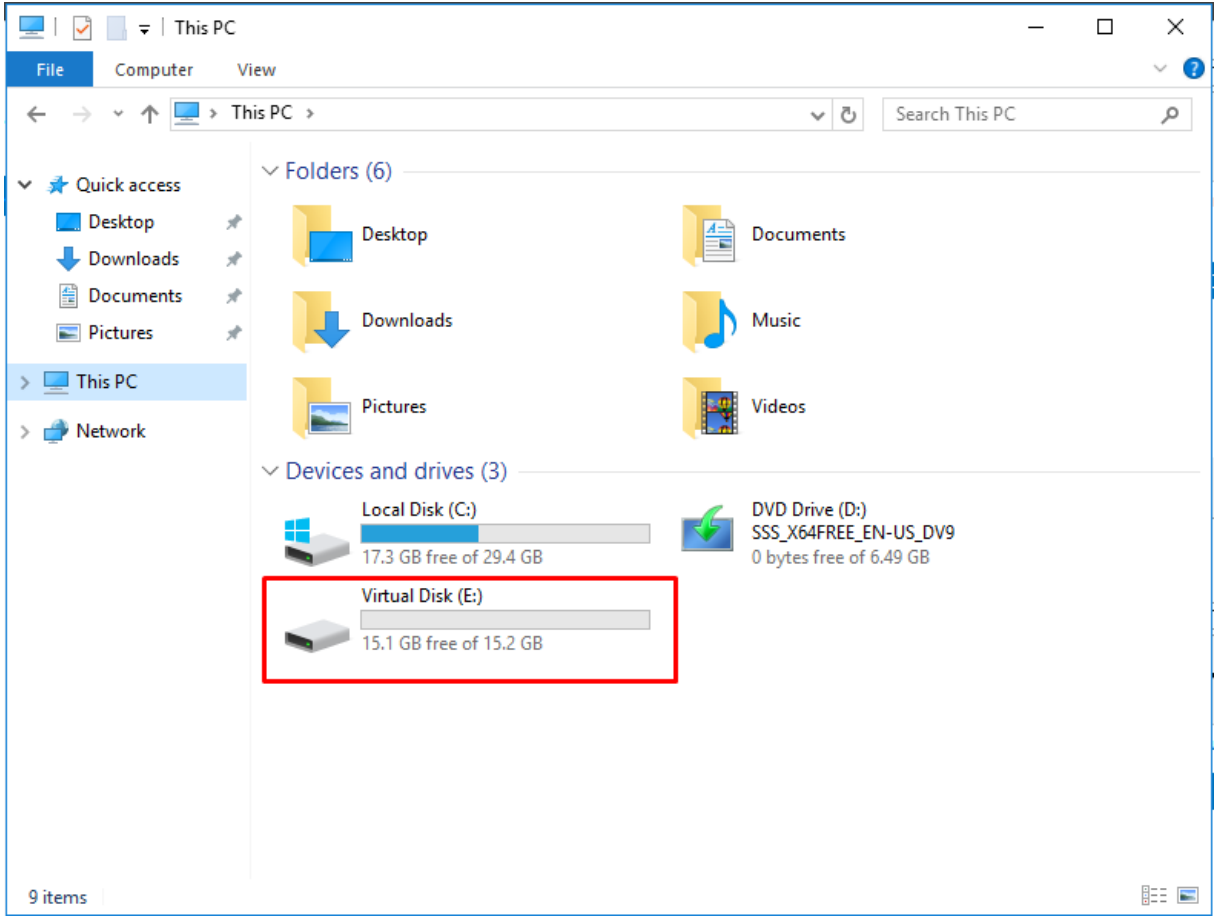 This PC
File Computer View
This PC
Search This PC
Quick access
Desktop
Downloads
Documents
Pictures
This PC
Network
Folders (6)
Desktop
Documents
Downloads
Music
Pictures
Videos
Devices and drives (3)
Local Disk (C:)
17.3 GB free of 29.4 GB
DVD Drive (D:)
SSS_X64FREE_EN-US_DV9
0 bytes free of 6.49 GB
Virtual Disk (E:)
15.1 GB free of 15.2 GB
9 items